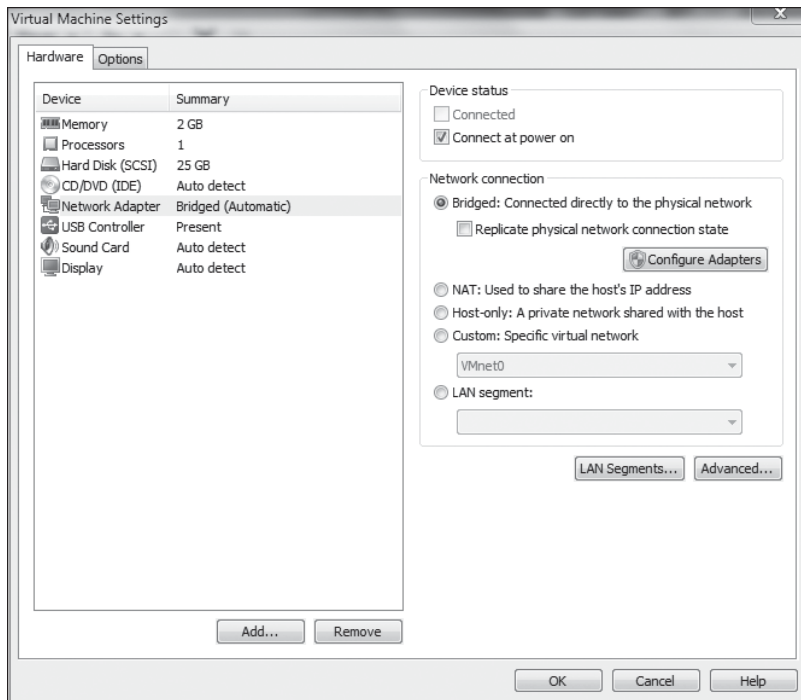 Virtual Machine Settings
Hardware
Options
Device Summary
Memory 2 GB
Processors 1
Hard Disk (SCSI) 25 GB
CD/DVD (IDE) Auto detect
Network Adapter Bridged (Automatic)
USB Controller Present
Sound Card Auto detect
Display Auto detect
Add...
Remove
Device status
Connected
Connect at power on
Network connection
Bridged: Connected directly to the physical network
Replicate physical network connection state
Configure Adapters
NAT: Used to share the host's IP address
Host-only: A private network shared with the host
Custom: Specific virtual network
VMnet0
LAN segment:
LAN Segments...
Advanced...
OK
Cancel
Help